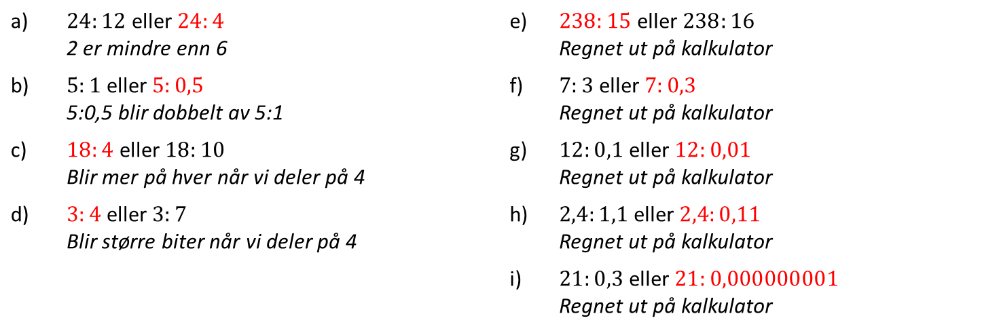 a) 24: 12 eller 24: 4
2 er mindre enn 6
b) 5: 1 eller 5: 0,5
5:0,5 blir dobbelt av 5:1
c) 18: 4 eller 18: 10
Blir mer på hver når vi deler på 4
d) 3: 4 eller 3: 7
Blir større biter når vi deler på 4
e) 238: 15 eller 238: 16
Regnet ut på kalkulator
f) 7: 3 eller 7: 0,3
Regnet ut på kalkulator
g) 12: 0,1 eller 12: 0,01
Regnet ut på kalkulator
h) 2,4: 1,1 eller 2,4: 0,11
Regnet ut på kalkulator
i) 21: 0,3 eller 21: 0,000000001
Regnet ut på kalkulator